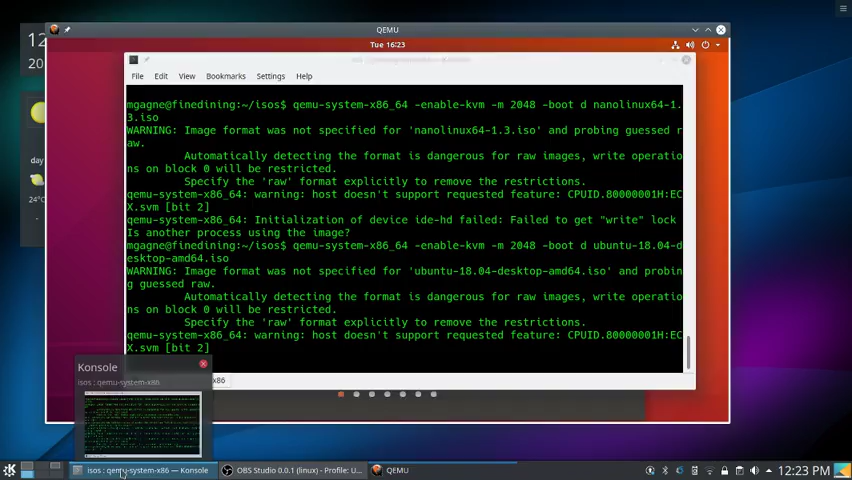 QEMU
Tue 16:23
12
20
File Edit View Bookmarks Settings Help
mgagne@finedining:~/isos$ qemu-system-x86_64 -enable-kvm -m 2048 -boot d nanolinux64-1.
3.iso
WARNING: Image format was not specified for 'nanolinux64-1.3.iso' and probing guessed r
aw.
Automatically detecting the format is dangerous for raw images, write operatio
ns on block 0 will be restricted.
Specify the 'raw' format explicitly to remove the restrictions.
qemu-system-x86_64: warning: host doesn't support requested feature: CPUID.80000001H:EC
X.svm [bit 2]
qemu-system-x86_64: Initialization of device ide-hd failed: Failed to get "write" lock
Is another process using the image?
mgagne@finedining:~/isos$ qemu-system-x86_64 -enable-kvm -m 2048 -boot d ubuntu-18.04-d
esktop-amd64.iso
WARNING: Image format was not specified for 'ubuntu-18.04-desktop-amd64.iso' and probin
g guessed raw.
Automatically detecting the format is dangerous for raw images, write operatio
ns on block 0 will be restricted.
Specify the 'raw' format explicitly to remove the restrictions.
qemu-system-x86_64: warning: host doesn't support requested feature: CPUID.80000001H:EC
X.svm [bit 2]
day
24°C
-
Konsole
isos : qemu-system-x86
x86
isos : qemu-system-x86 — Konsole
OBS Studio 0.0.1 (linux) - Profile: U...
QEMU
12:23 PM